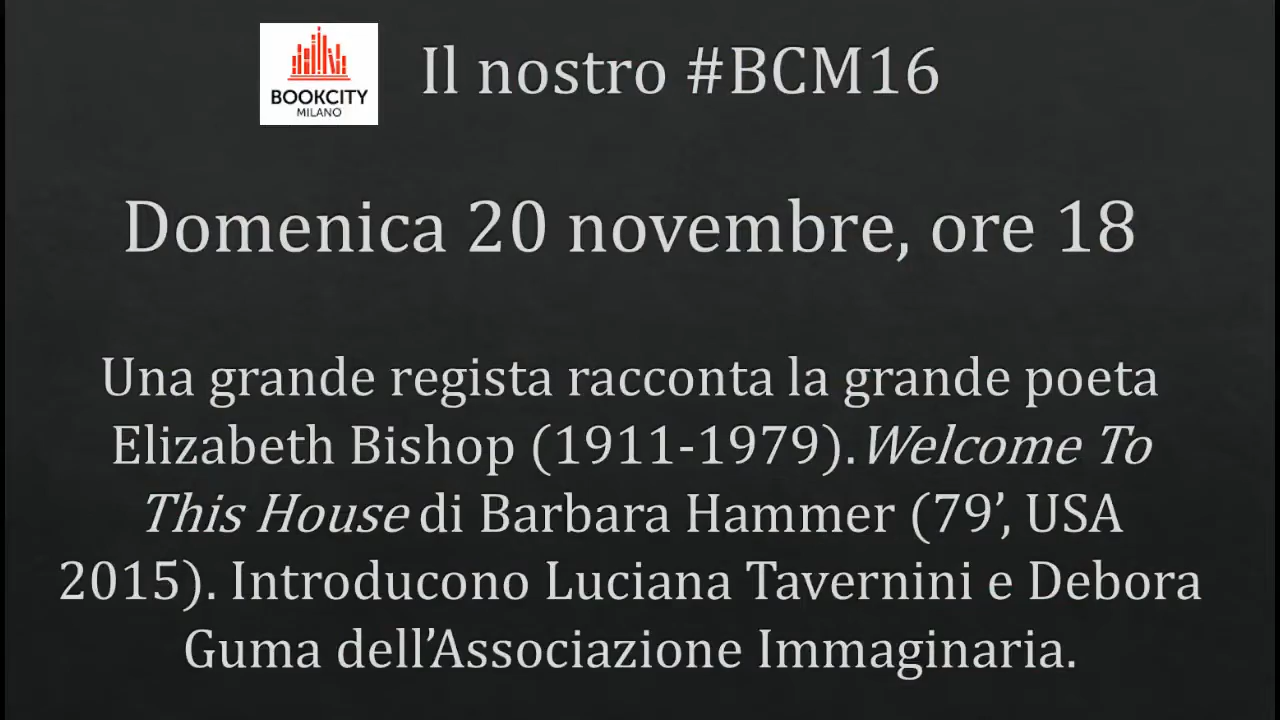 BOOKCITY
MILANO
Il nostro #BCM16
Domenica 20 novembre, ore 18
Una grande regista racconta la grande poeta
Elizabeth Bishop (1911-1979).Welcome To
This House di Barbara Hammer (79’, USA
2015). Introducono Luciana Tavernini e Debora
Guma dell’Associazione Immaginaria.